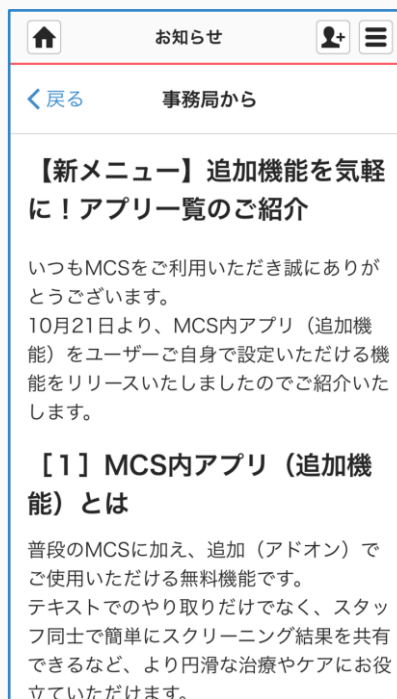 お知らせ
戻る
事務局から
【新メニュー】追加機能を気軽
に！アプリ一覧のご紹介
いつもMCSをご利用いただき誠にありが
とうございます。
10月21日より、MCS内アプリ（追加機
能）をユーザーご自身で設定いただける機
能をリリースいたしましたのでご紹介いた
します。
［1］MCS内アプリ（追加機
能）とは
普段のMCSに加え、追加（アドオン）で
ご使用いただける無料機能です。
テキストでのやり取りだけでなく、スタッ
フ同士で簡単にスクリーニング結果を共有
できるなど、より円滑な治療やケアにお役
立ていただけます。